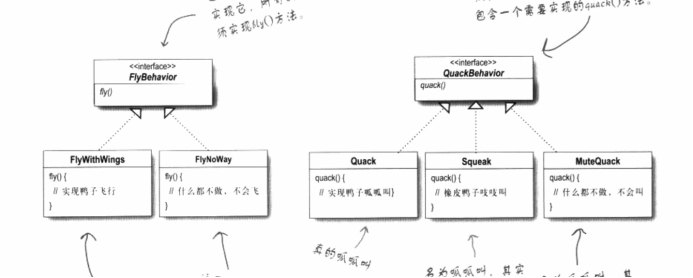 实现它，所
须实现fly()方法。
包含一个需要实现的quack()方法。
<<interface>>
FlyBehavior
fly()
<<interface>>
QuackBehavior
quack()
FlyWithWings
fly() {
// 实现鸭子飞行
}
FlyNoWay
fly() {
// 什么都不做，不会飞
}
Quack
quack() {
// 实现鸭子呱呱叫}
Squeak
quack() {
// 橡皮鸭子吱吱叫
}
MuteQuack
quack() {
// 什么都不做，不会叫
}
真的呱呱叫
名为呱呱叫，其实
呱呱叫，其